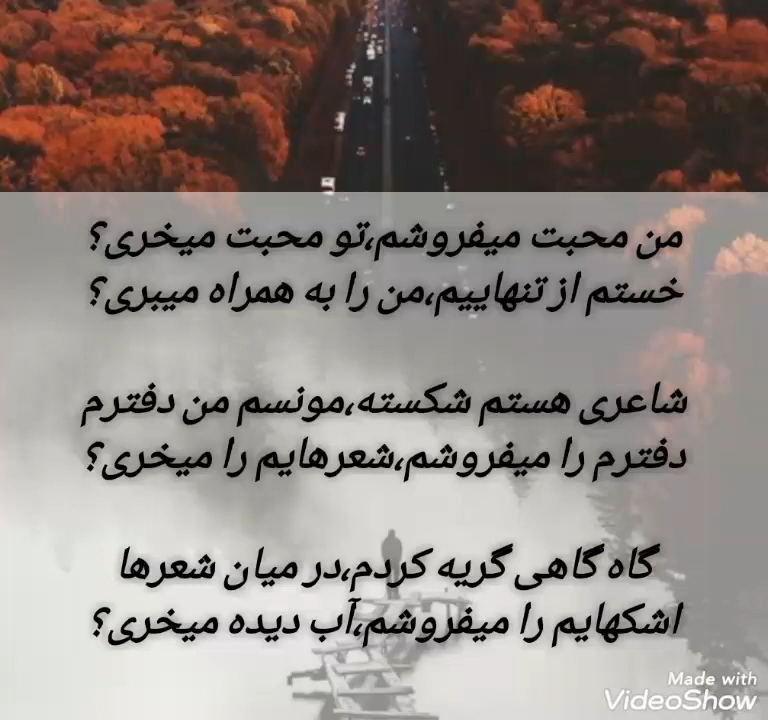 من محبت میفروشم،تو محبت میخری؟
خستم از تنهاییم،من را به همراه میبری؟
شاعری هستم شکسته،مونسم من دفترم
دفترم را میفروشم،شعرهایم را میخری؟
گاه گاهی گریه کردم،در میان شعرها
اشکهایم را میفروشم،آب دیده میخری؟
Made with
VideoShow